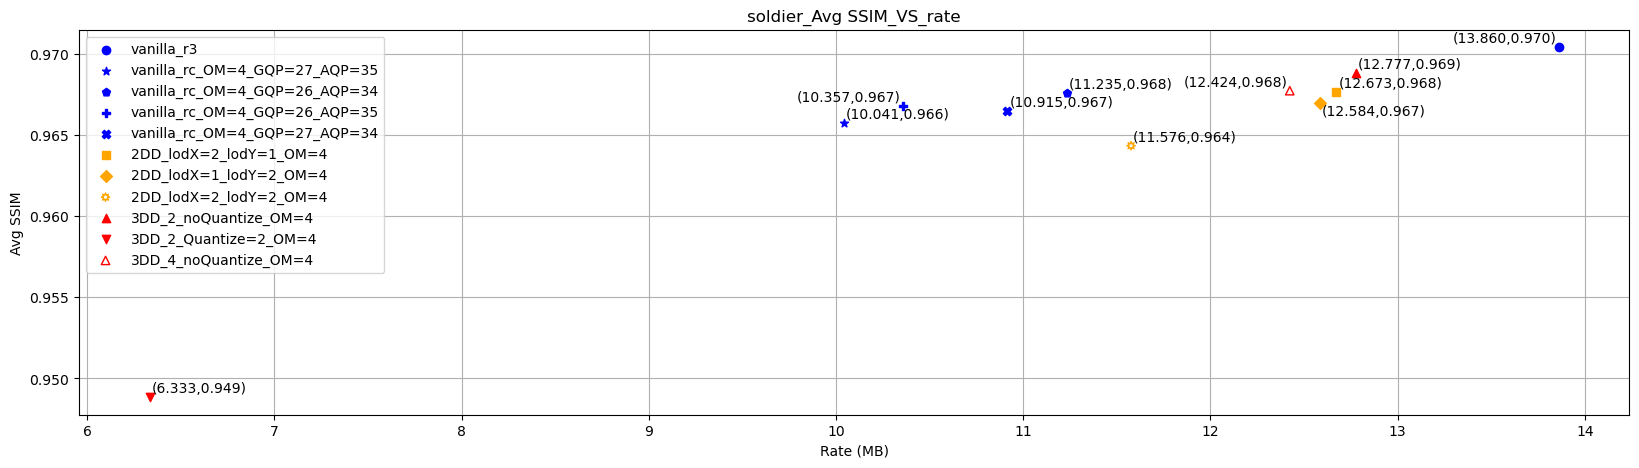 soldier_Avg SSIM_VS_rate
vanilla_r3
vanilla_rc_OM=4_GQP=27_AQP=35
vanilla_rc_OM=4_GQP=26_AQP=34
vanilla_rc_OM=4_GQP=26_AQP=35
vanilla_rc_OM=4_GQP=27_AQP=34
2DD_lodX=2_lodY=1_OM=4
2DD_lodX=1_lodY=2_OM=4
2DD_lodX=2_lodY=2_OM=4
3DD_2_noQuantize_OM=4
3DD_2_Quantize=2_OM=4
3DD_4_noQuantize_OM=4
(13.860,0.970)
(12.777,0.969)
(12.424,0.968)
(12.673,0.968)
(11.235,0.968)
(10.357,0.967)
(10.915,0.967)
(10.041,0.966)
(12.584,0.967)
(11.576,0.964)
(6.333,0.949)
Avg SSIM
0.970
0.965
0.960
0.955
0.950
6
7
8
9
10
11
12
13
14
Rate (MB)